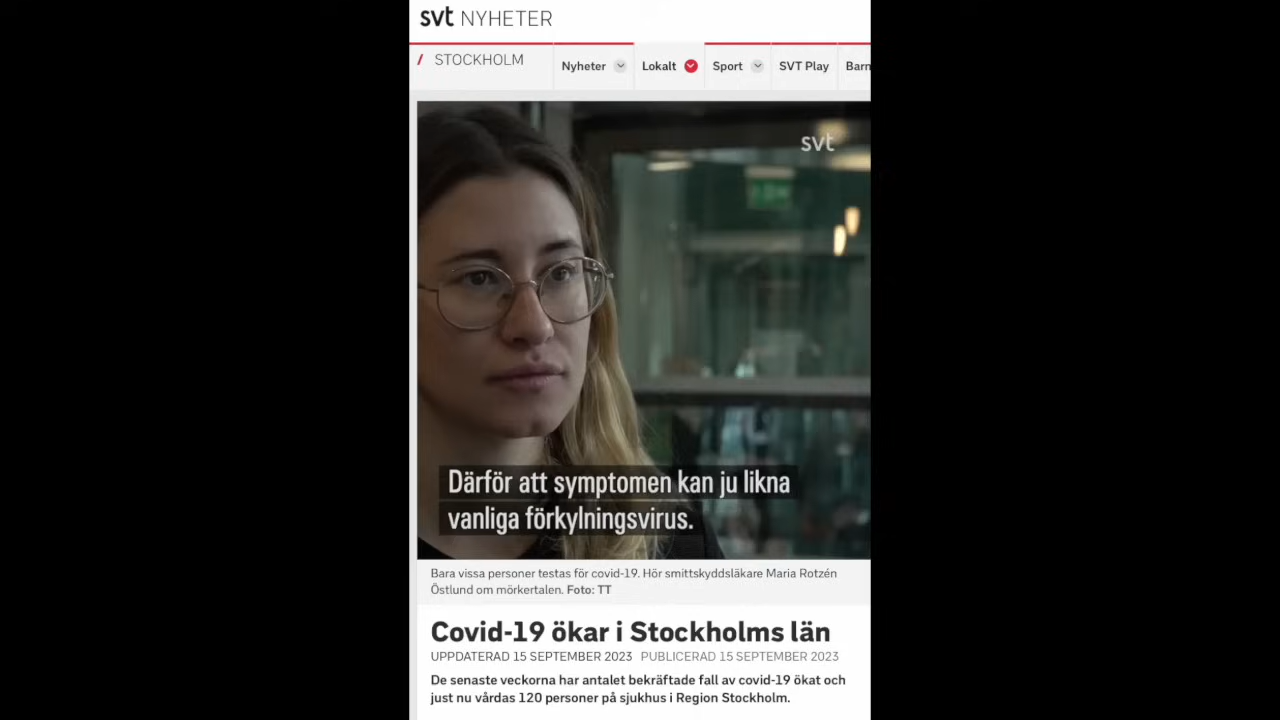 svt NYHETER
/ STOCKHOLM Nyheter Lokalt Sport SVT Play Barn
svt
Därför att symptomen kan ju likna
vanliga förkylningsvirus.
Bara vissa personer testas för covid-19. Hör smittskyddsläkare Maria Rotzén
Östlund om mörkertalen. Foto: TT
Covid-19 ökar i Stockholms län
UPPDATERAD 15 SEPTEMBER 2023 PUBLICERAD 15 SEPTEMBER 2023
De senaste veckorna har antalet bekräftade fall av covid-19 ökat och
just nu vårdas 120 personer på sjukhus i Region Stockholm.